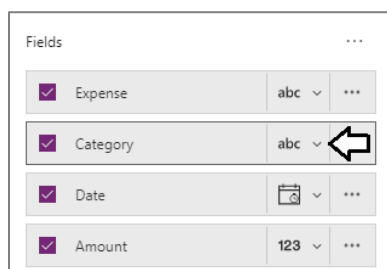 Fields ...
Expense abc ...
Category abc
Date ...
Amount 123 ...